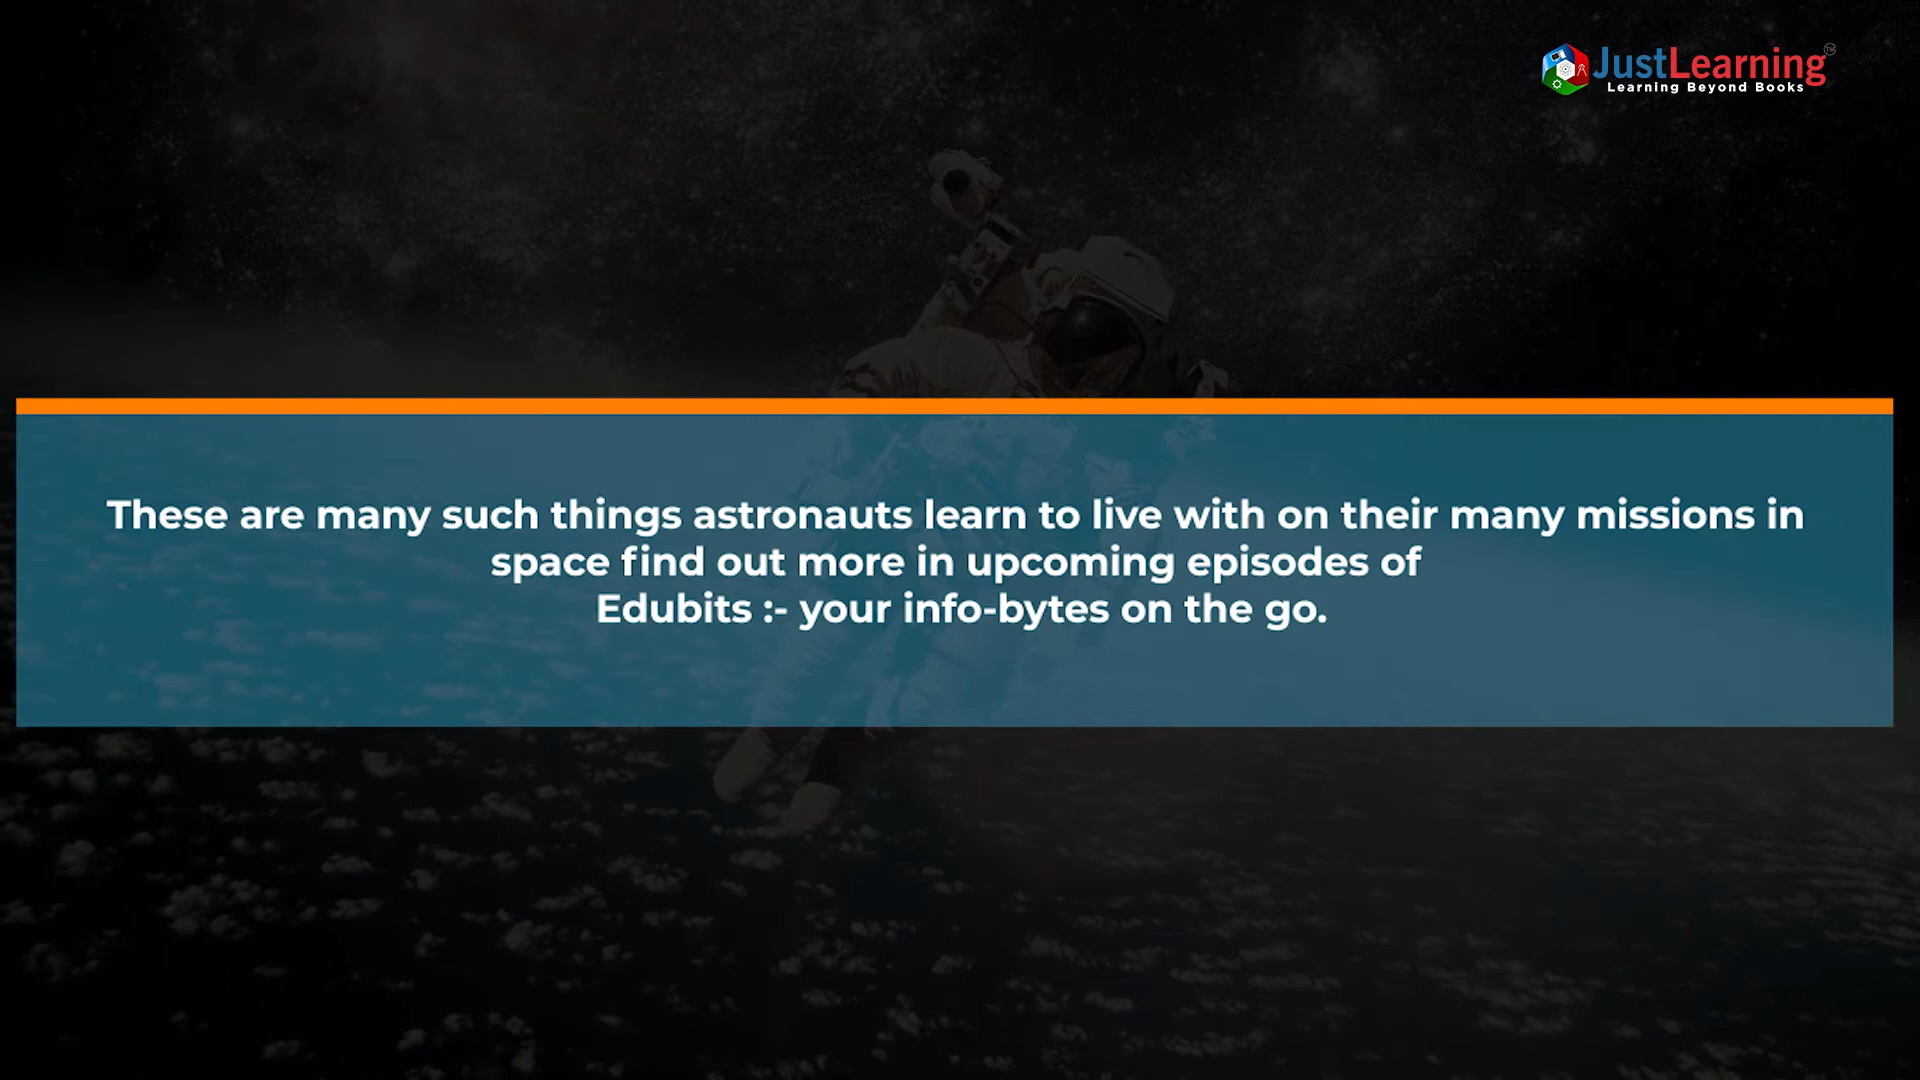 JustLearning™
Learning Beyond Books
These are many such things astronauts learn to live with on their many missions in
space find out more in upcoming episodes of
Edubits :- your info-bytes on the go.